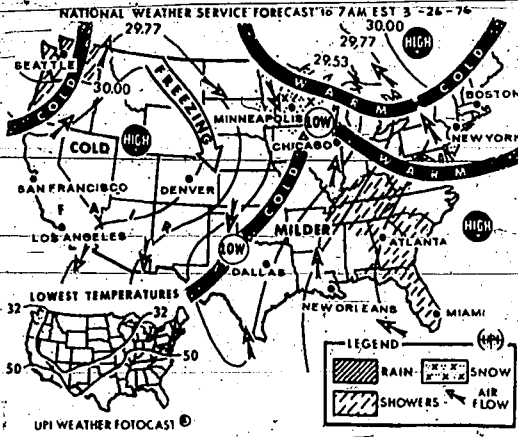 NATIONAL WEATHER SERVICE FORECAST to 7AM EST 3-26-76
29.77
30.00
29.77
29.53
HIGH
SEATTLE
COLD
30.00
FREEZING
WARM
COLD
BOSTON
MINNEAPOLIS
LOW
NEW YORK
COLD
HIGH
CHICAGO
WARM
SAN FRANCISCO
DENVER
COLD
F A I R
HIGH
LOS ANGELES
LOW
MILDER
ATLANTA
DALLAS
LOWEST TEMPERATURES
32
32
NEW ORLEANS
MIAMI
50
50
LEGEND
(UPI)
RAIN
SNOW
SHOWERS
AIR FLOW
UPI WEATHER FOTOCAST